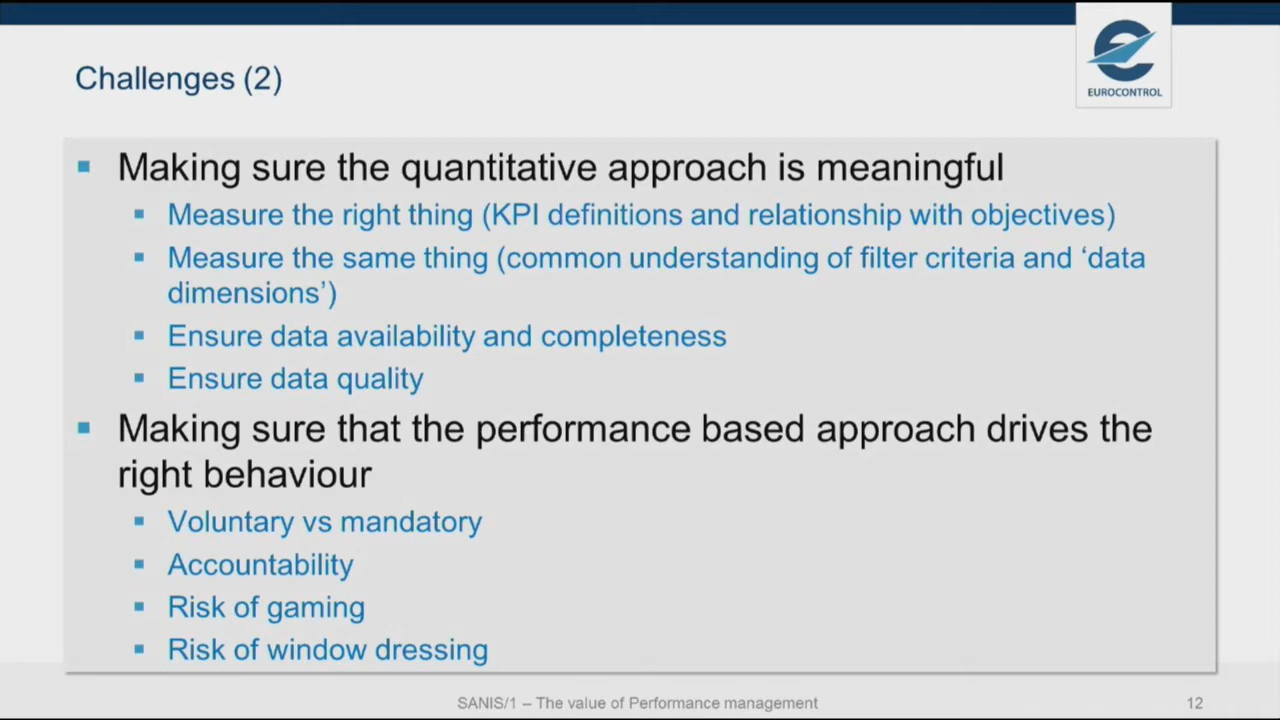 Challenges (2)
EUROCONTROL
Making sure the quantitative approach is meaningful
Measure the right thing (KPI definitions and relationship with objectives)
Measure the same thing (common understanding of filter criteria and ‘data
dimensions’)
Ensure data availability and completeness
Ensure data quality
Making sure that the performance based approach drives the
right behaviour
Voluntary vs mandatory
Accountability
Risk of gaming
Risk of window dressing
SANIS/1 – The value of Performance management
12